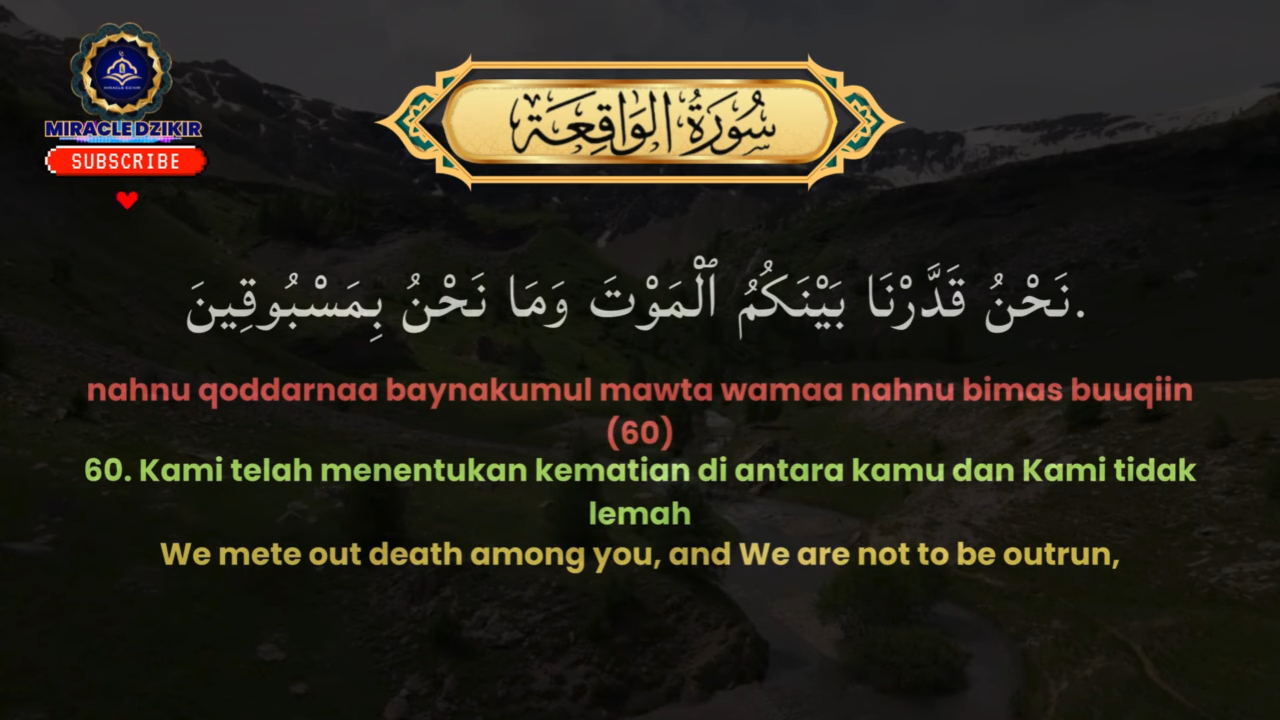 MIRACLE DZIKIR
SUBSCRIBE
سُورَةُ الْوَاقِعَة
نَحْنُ قَدَّرْنَا بَيْنَكُمُ ٱلْمَوْتَ وَمَا نَحْنُ بِمَسْبُوقِينَ.
nahnu qoddarnaa baynakumul mawta wamaa nahnu bimas buuqiin
(60)
60. Kami telah menentukan kematian di antara kamu dan Kami tidak
lemah
We mete out death among you, and We are not to be outrun,